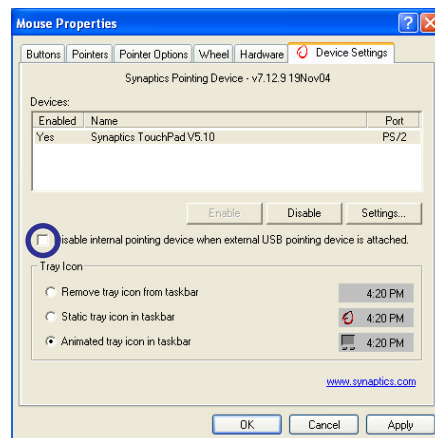 Mouse Properties
Buttons Pointers Pointer Options Wheel Hardware Device Settings
Synaptics Pointing Device - v7.12.9 19Nov04
Devices:
Enabled Name Port
Yes Synaptics TouchPad V5.10 PS/2
Enable Disable Settings...
isable internal pointing device when external USB pointing device is attached.
Tray Icon
Remove tray icon from taskbar 4:20 PM
Static tray icon in taskbar 4:20 PM
Animated tray icon in taskbar 4:20 PM
www.synaptics.com
OK Cancel Apply